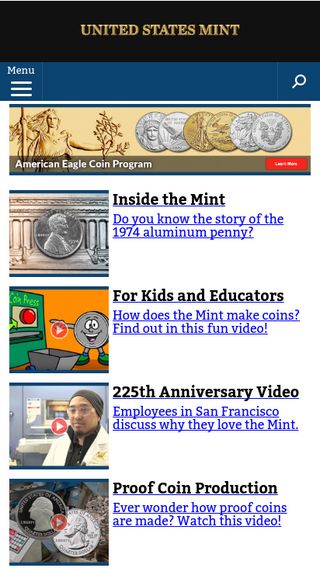 UNITED STATES MINT
Menu
American Eagle Coin Program
Learn More
Inside the Mint
Do you know the story of the
1974 aluminum penny?
Coin Press
For Kids and Educators
How does the Mint make coins?
Find out in this fun video!
225th Anniversary Video
Employees in San Francisco
discuss why they love the Mint.
Proof Coin Production
Ever wonder how proof coins
are made? Watch this video!